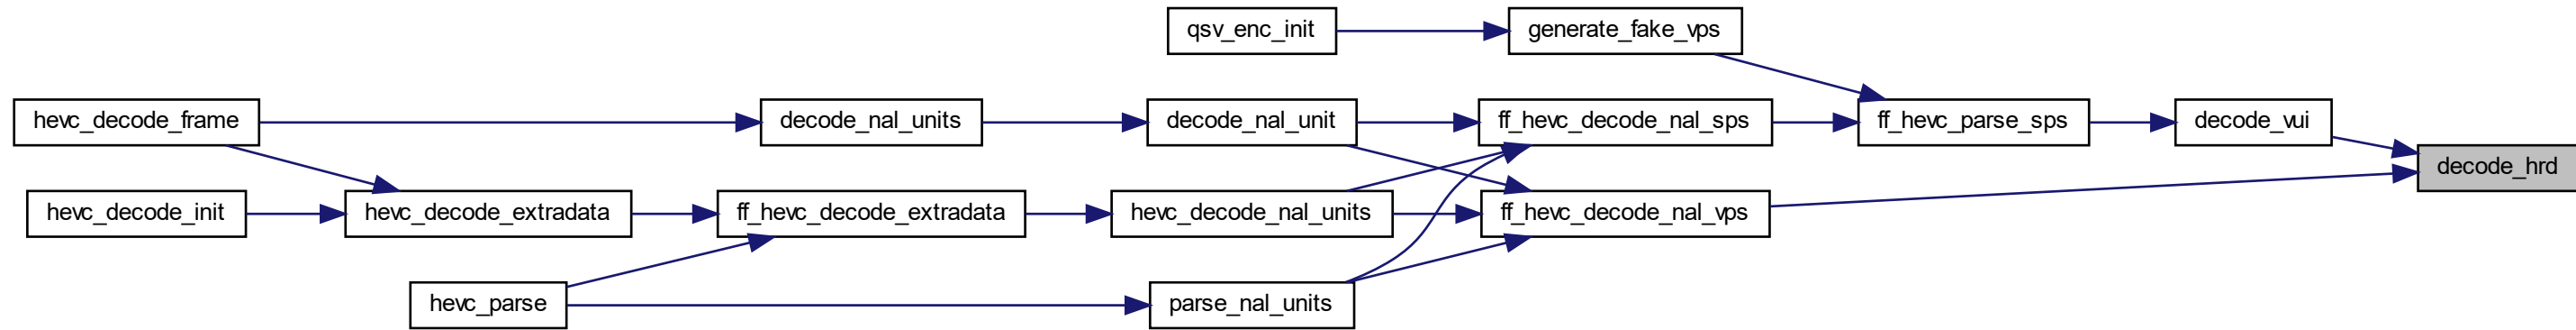 qsv_enc_init
generate_fake_vps
hevc_decode_frame
decode_nal_units
decode_nal_unit
ff_hevc_decode_nal_sps
ff_hevc_parse_sps
decode_vui
decode_hrd
hevc_decode_init
hevc_decode_extradata
ff_hevc_decode_extradata
hevc_decode_nal_units
ff_hevc_decode_nal_vps
hevc_parse
parse_nal_units